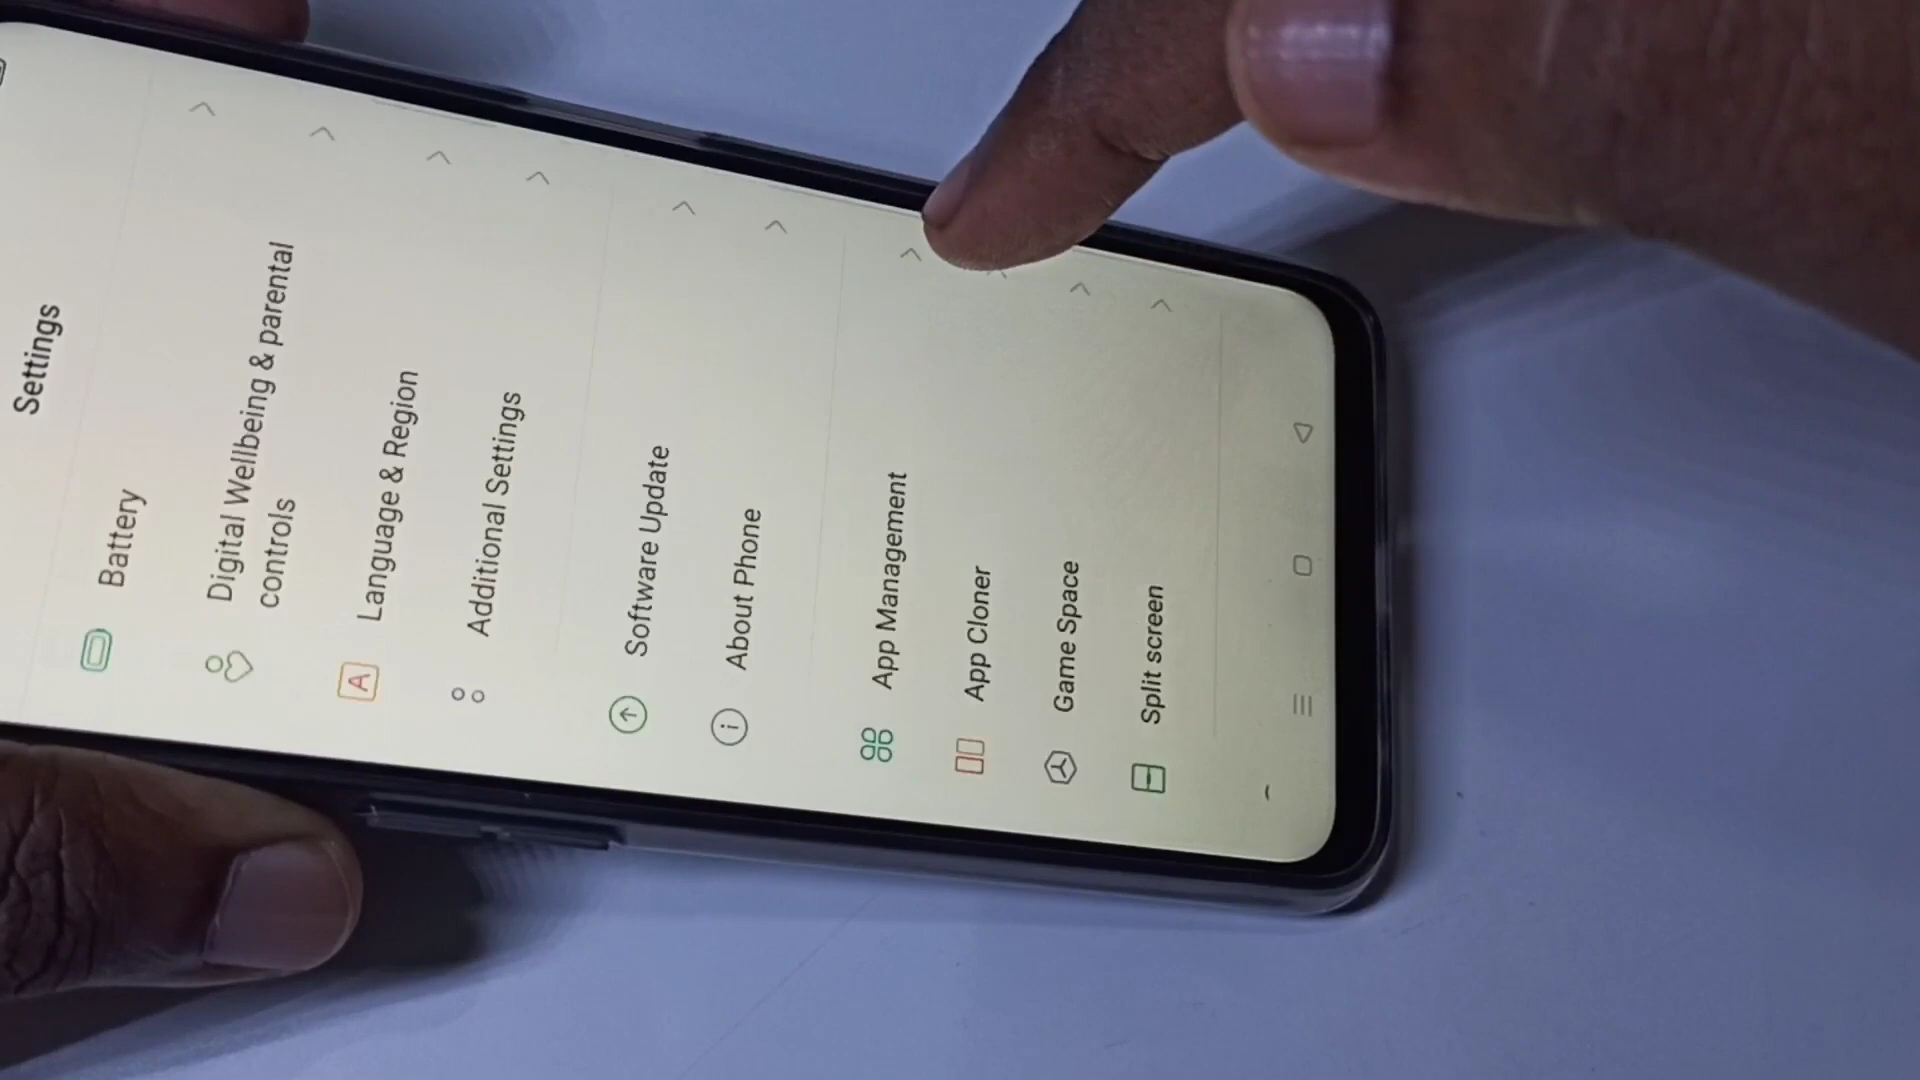 Settings
Battery
Digital Wellbeing & parental
controls
A
Language & Region
Additional Settings
Software Update
About Phone
App Management
App Cloner
Game Space
Split screen